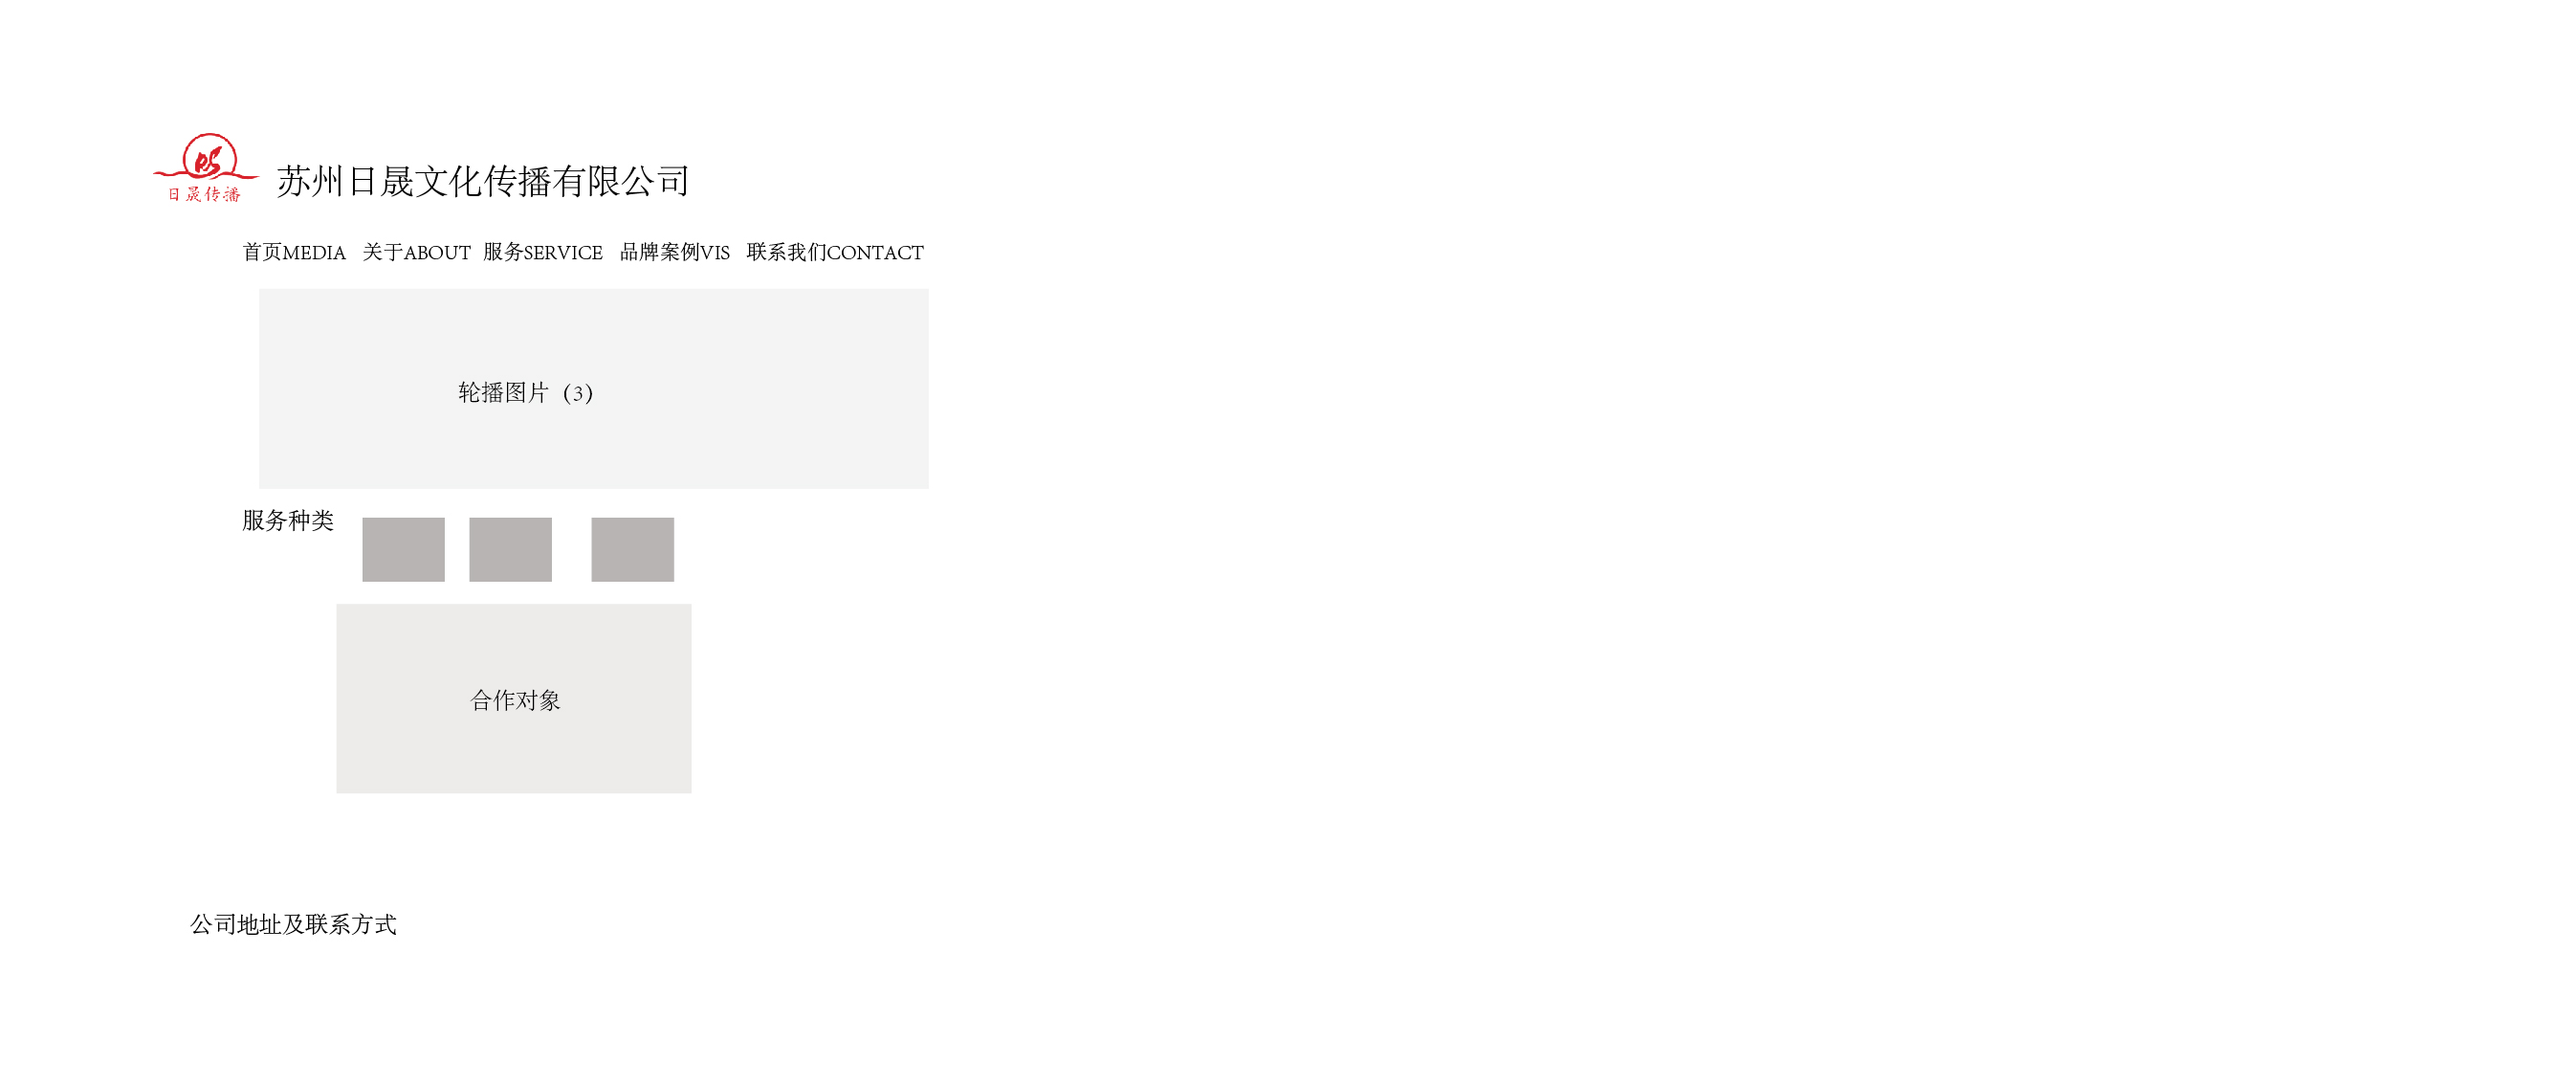 日晟传播
苏州日晟文化传播有限公司
首页MEDIA 关于ABOUT 服务SERVICE 品牌案例VIS 联系我们CONTACT
轮播图片（3）
服务种类
合作对象
公司地址及联系方式